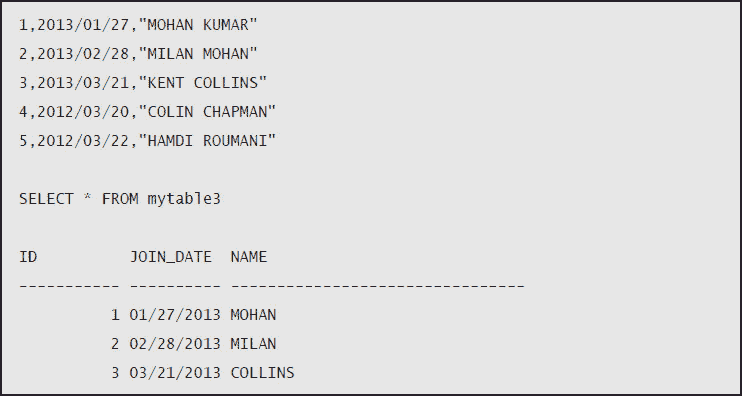 1,2013/01/27,"MOHAN KUMAR"
2,2013/02/28,"MILAN MOHAN"
3,2013/03/21,"KENT COLLINS"
4,2012/03/20,"COLIN CHAPMAN"
5,2012/03/22,"HAMDI ROUMANI"
SELECT * FROM mytable3
ID JOIN_DATE NAME
----------- ---------- --------------------------------
1 01/27/2013 MOHAN
2 02/28/2013 MILAN
3 03/21/2013 COLLINS